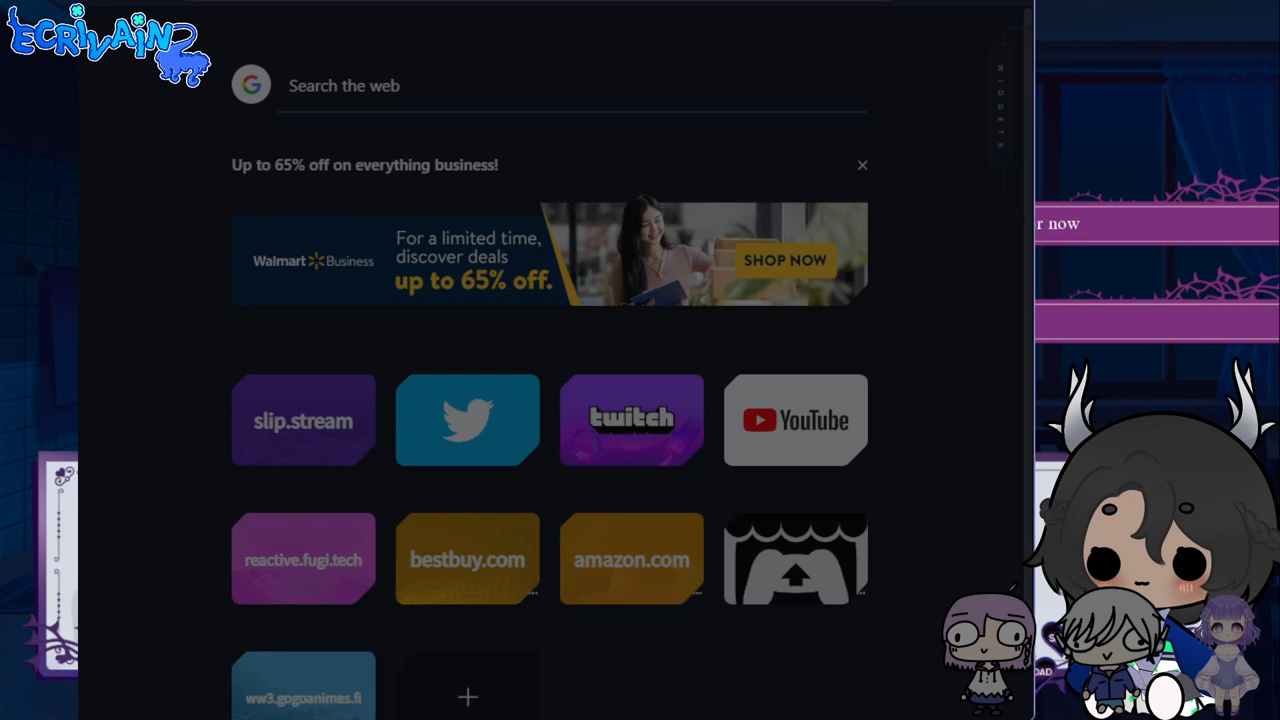 ECRIVAIN
Search the web
WIDGETS
Up to 65% off on everything business!
Walmart Business
For a limited time,
discover deals
up to 65% off.
SHOP NOW
r now
slip.stream
twitch
YouTube
reactive.fugi.tech
bestbuy.com
amazon.com
ww3.gogoanimes.fi